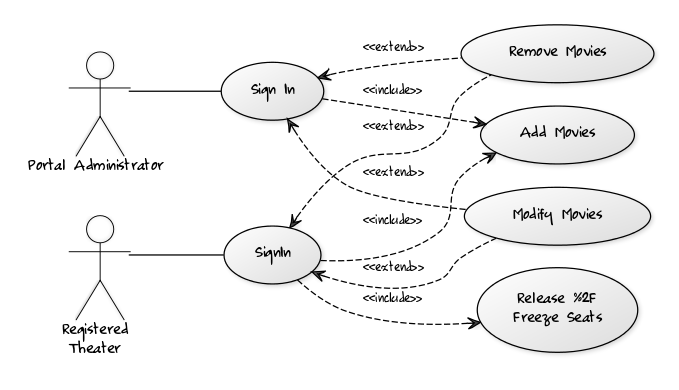 <<extend>>
Remove Movies
Sign In
<<include>>
<<extend>>
Add Movies
Portal Administrator
<<extend>>
Modify Movies
<<include>>
SignIn
<<extend>>
<<include>>
Release %2F
Freeze Seats
Registered
Theater